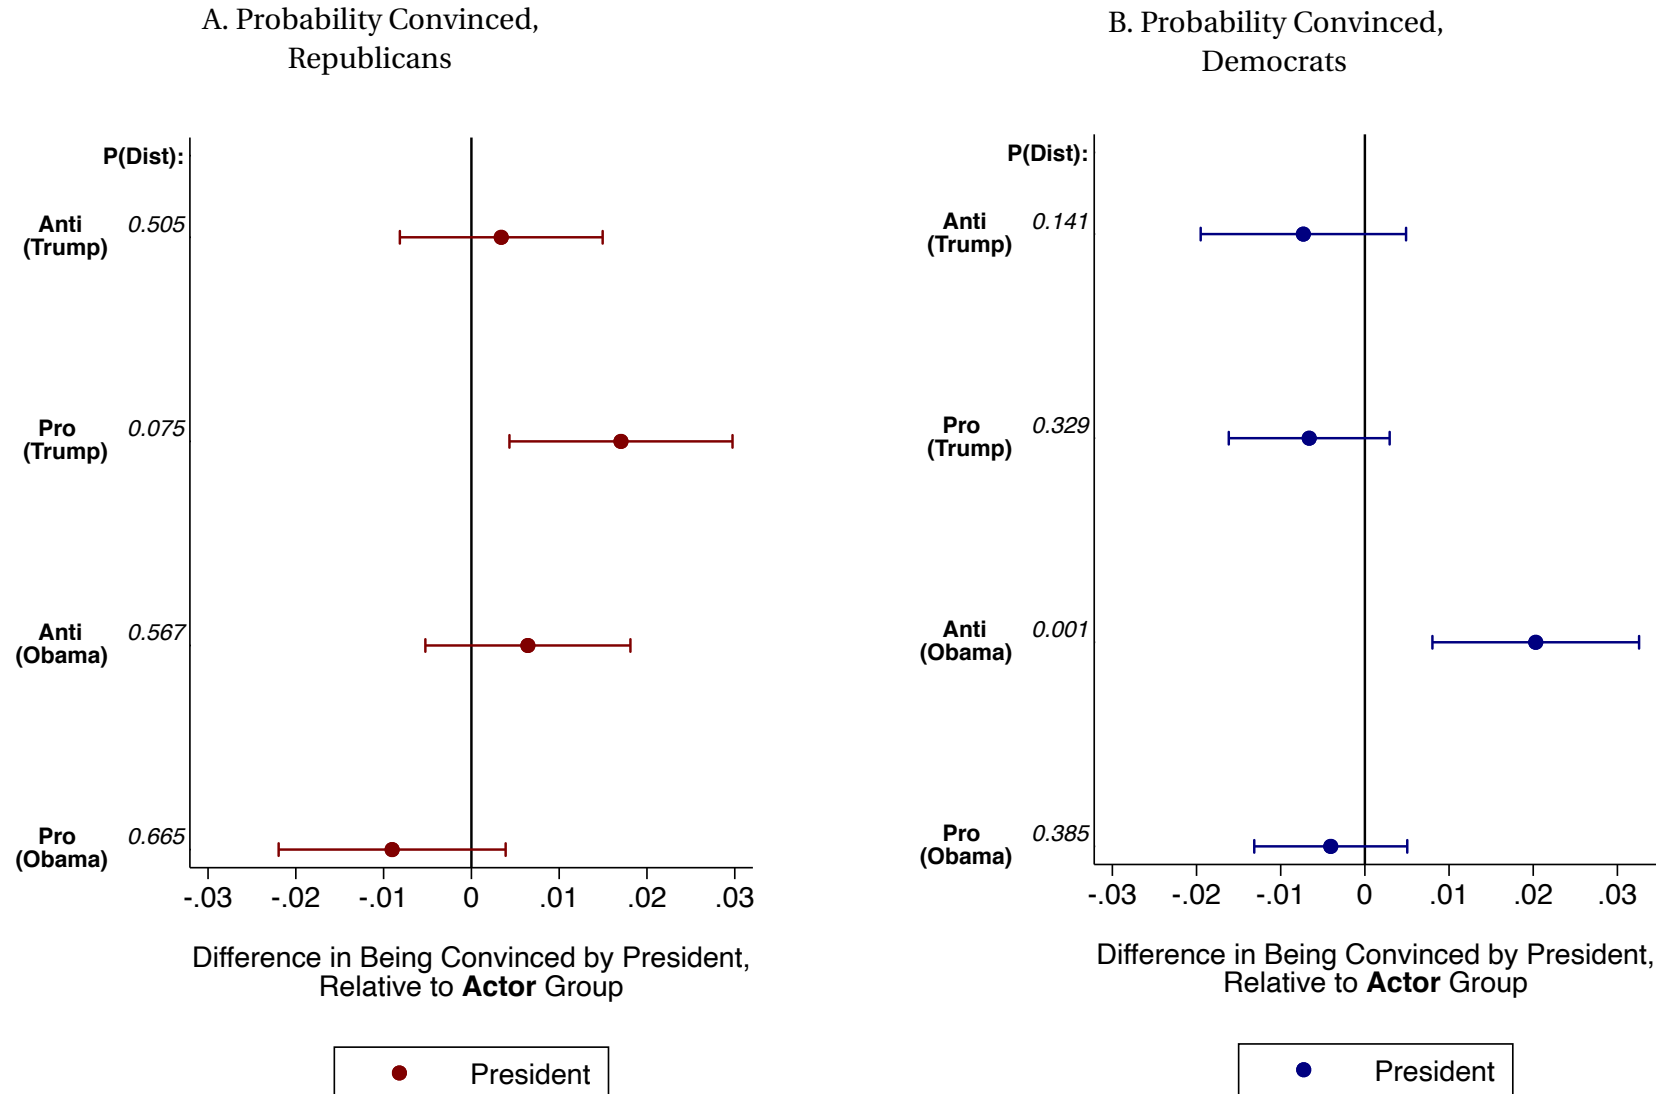 A. Probability Convinced,
Republicans
P(Dist):
Anti
(Trump)
0.505
Pro
(Trump)
0.075
Anti
(Obama)
0.567
Pro
(Obama)
0.665
-.03 -.02 -.01 0 .01 .02 .03
Difference in Being Convinced by President,
Relative to Actor Group
President
B. Probability Convinced,
Democrats
P(Dist):
Anti
(Trump)
0.141
Pro
(Trump)
0.329
Anti
(Obama)
0.001
Pro
(Obama)
0.385
-.03 -.02 -.01 0 .01 .02 .03
Difference in Being Convinced by President,
Relative to Actor Group
President